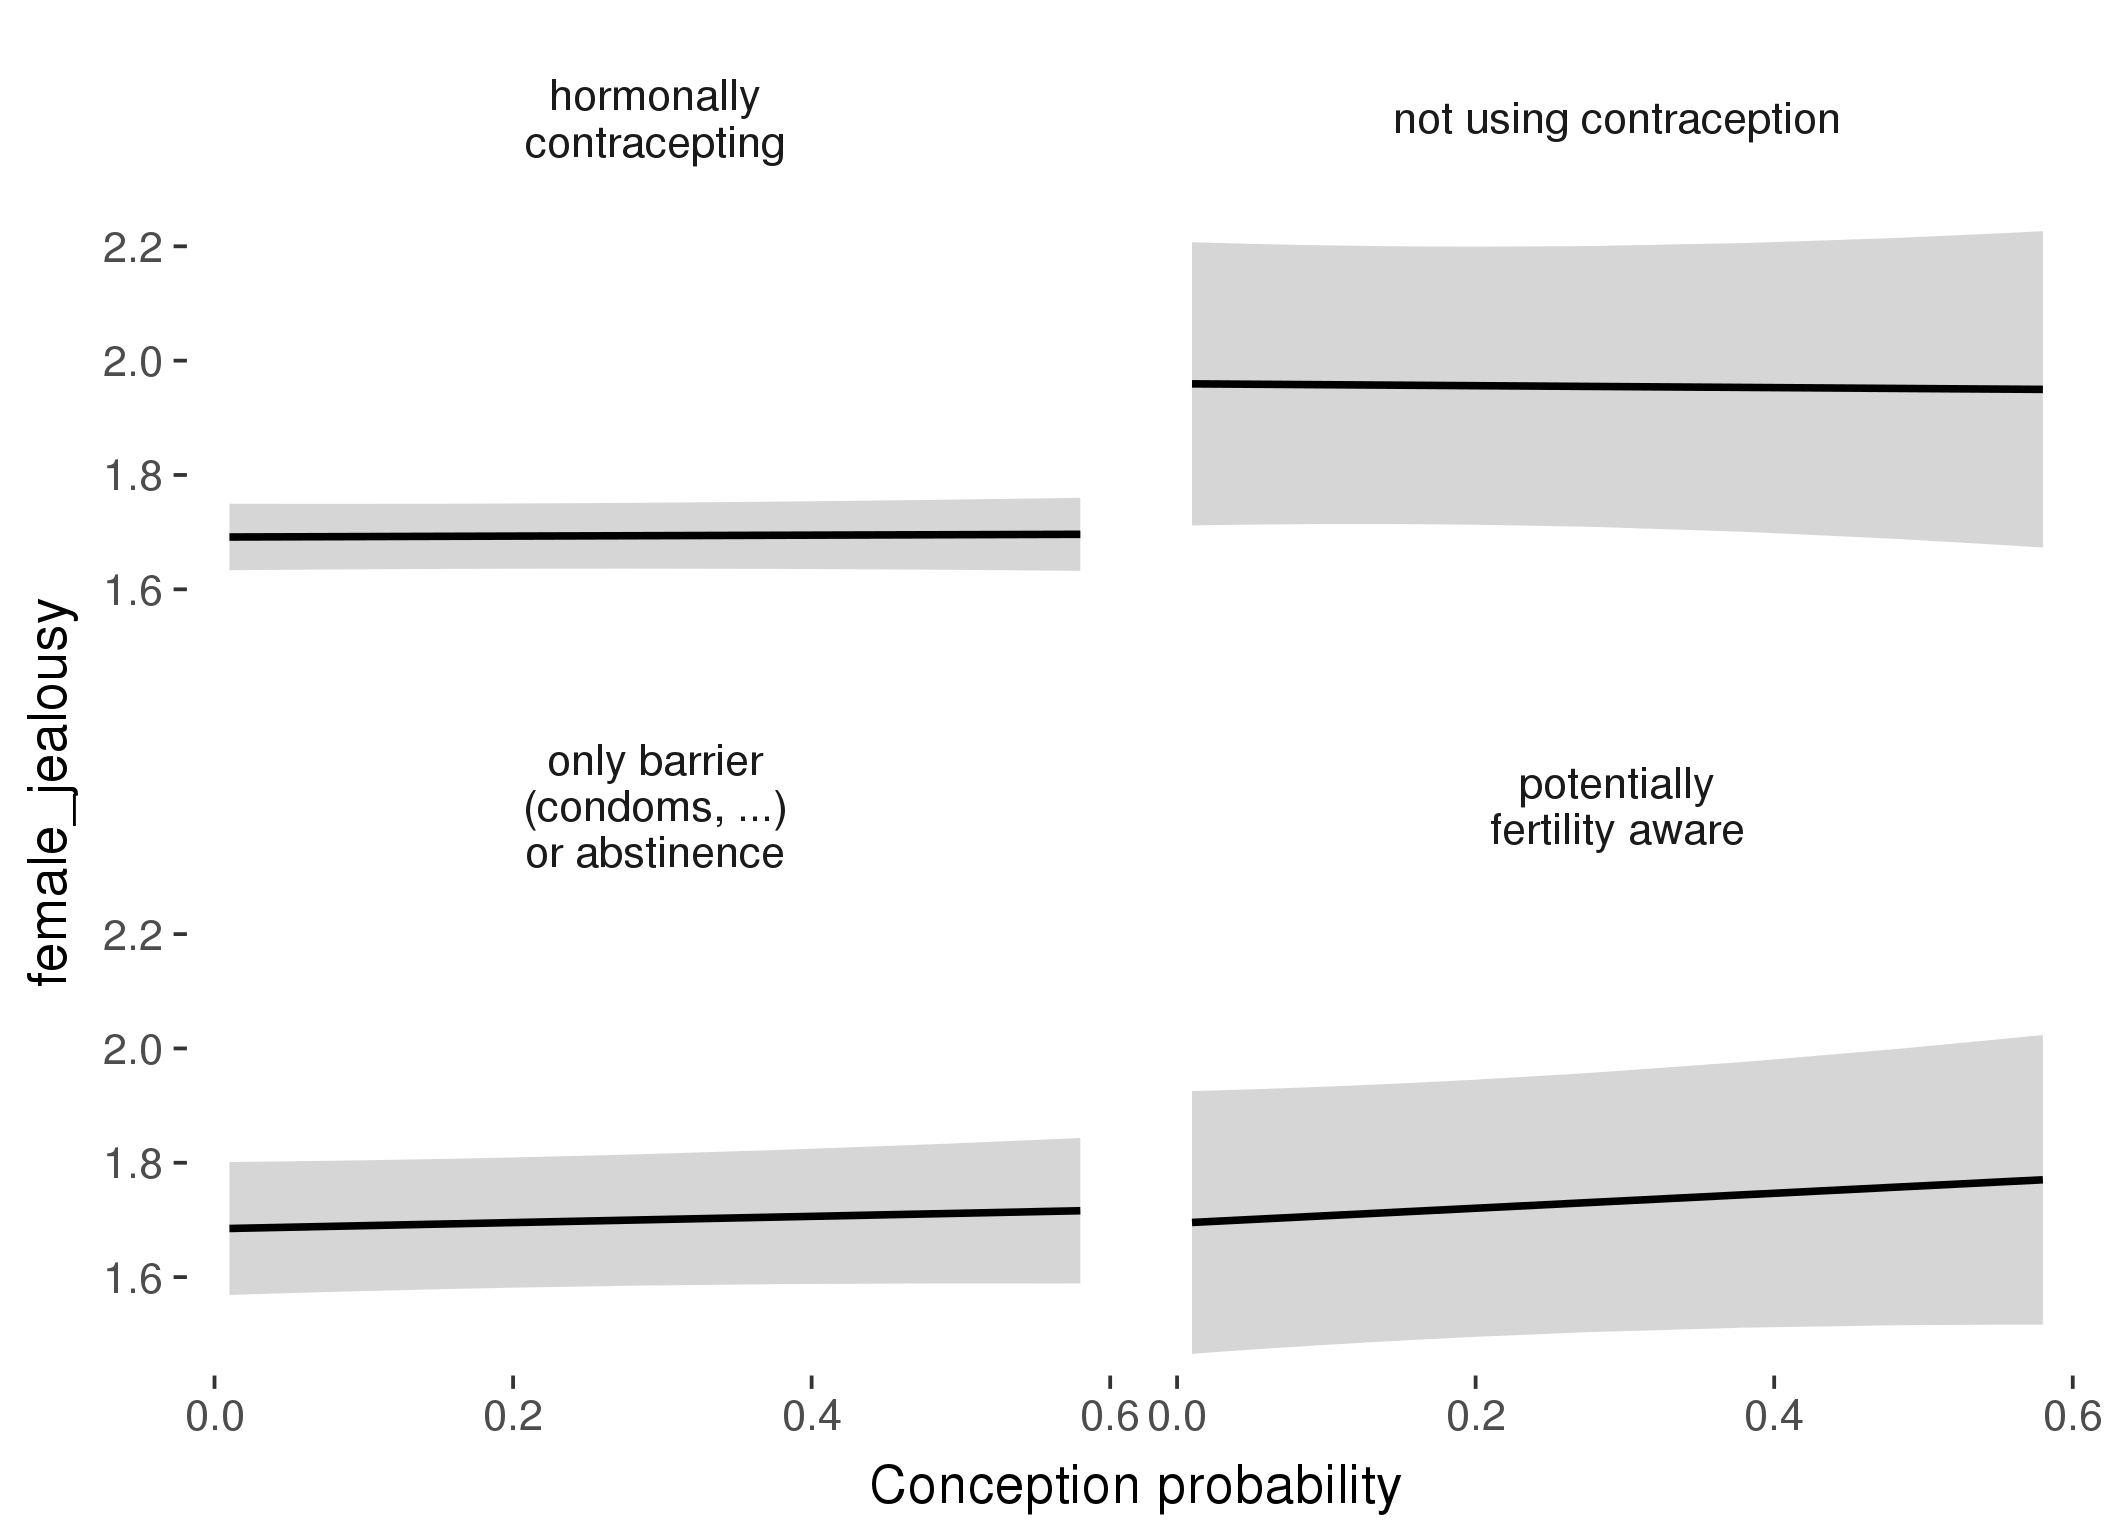 hormonally
contracepting
not using contraception
2.2
2.0
1.8
1.6
only barrier
(condoms, ...)
or abstinence
potentially
fertility aware
2.2
2.0
1.8
1.6
female_jealousy
0.0 0.2 0.4 0.6 0.0 0.2 0.4 0.6
Conception probability